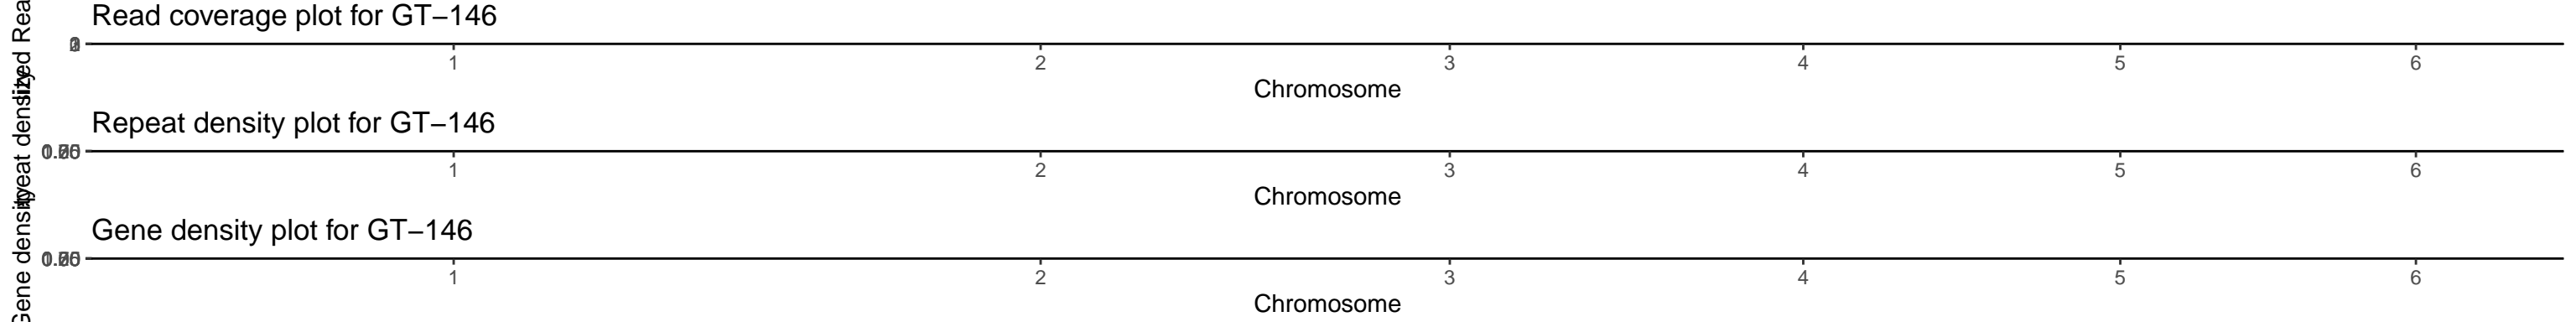 Read coverage plot for GT–146
1 2 3 4 5 6
Chromosome
Repeat density plot for GT–146
1 2 3 4 5 6
Chromosome
Gene density plot for GT–146
1 2 3 4 5 6
Chromosome
Gene density